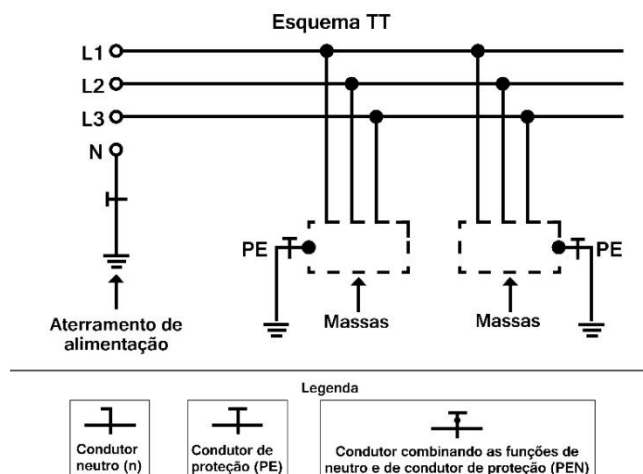 Esquema TT
L1
L2
L3
N
PE
PE
Massas
Massas
Aterramento de
alimentação
Legenda
Condutor
neutro (n)
Condutor de
proteção (PE)
Condutor combinando as funções de
neutro e de condutor de proteção (PEN)